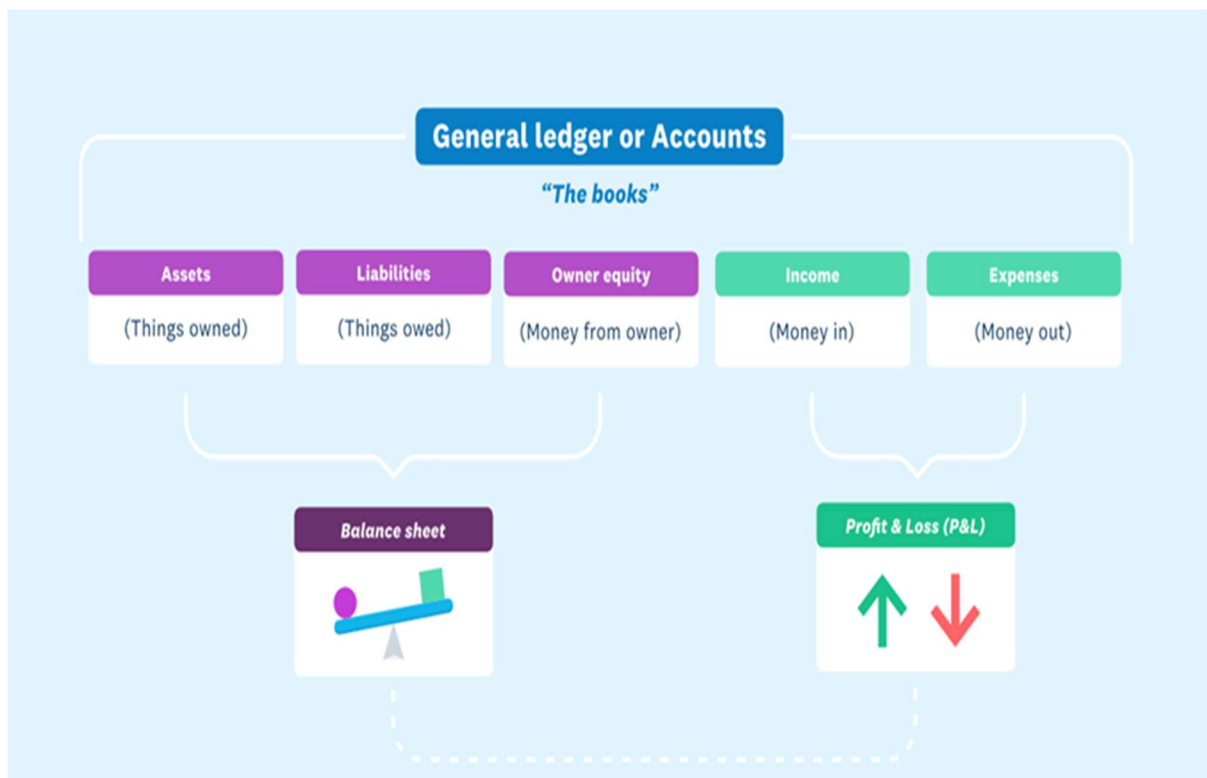 General ledger or Accounts
“The books”
Assets
(Things owned)
Liabilities
(Things owed)
Owner equity
(Money from owner)
Income
(Money in)
Expenses
(Money out)
Balance sheet
Profit & Loss (P&L)